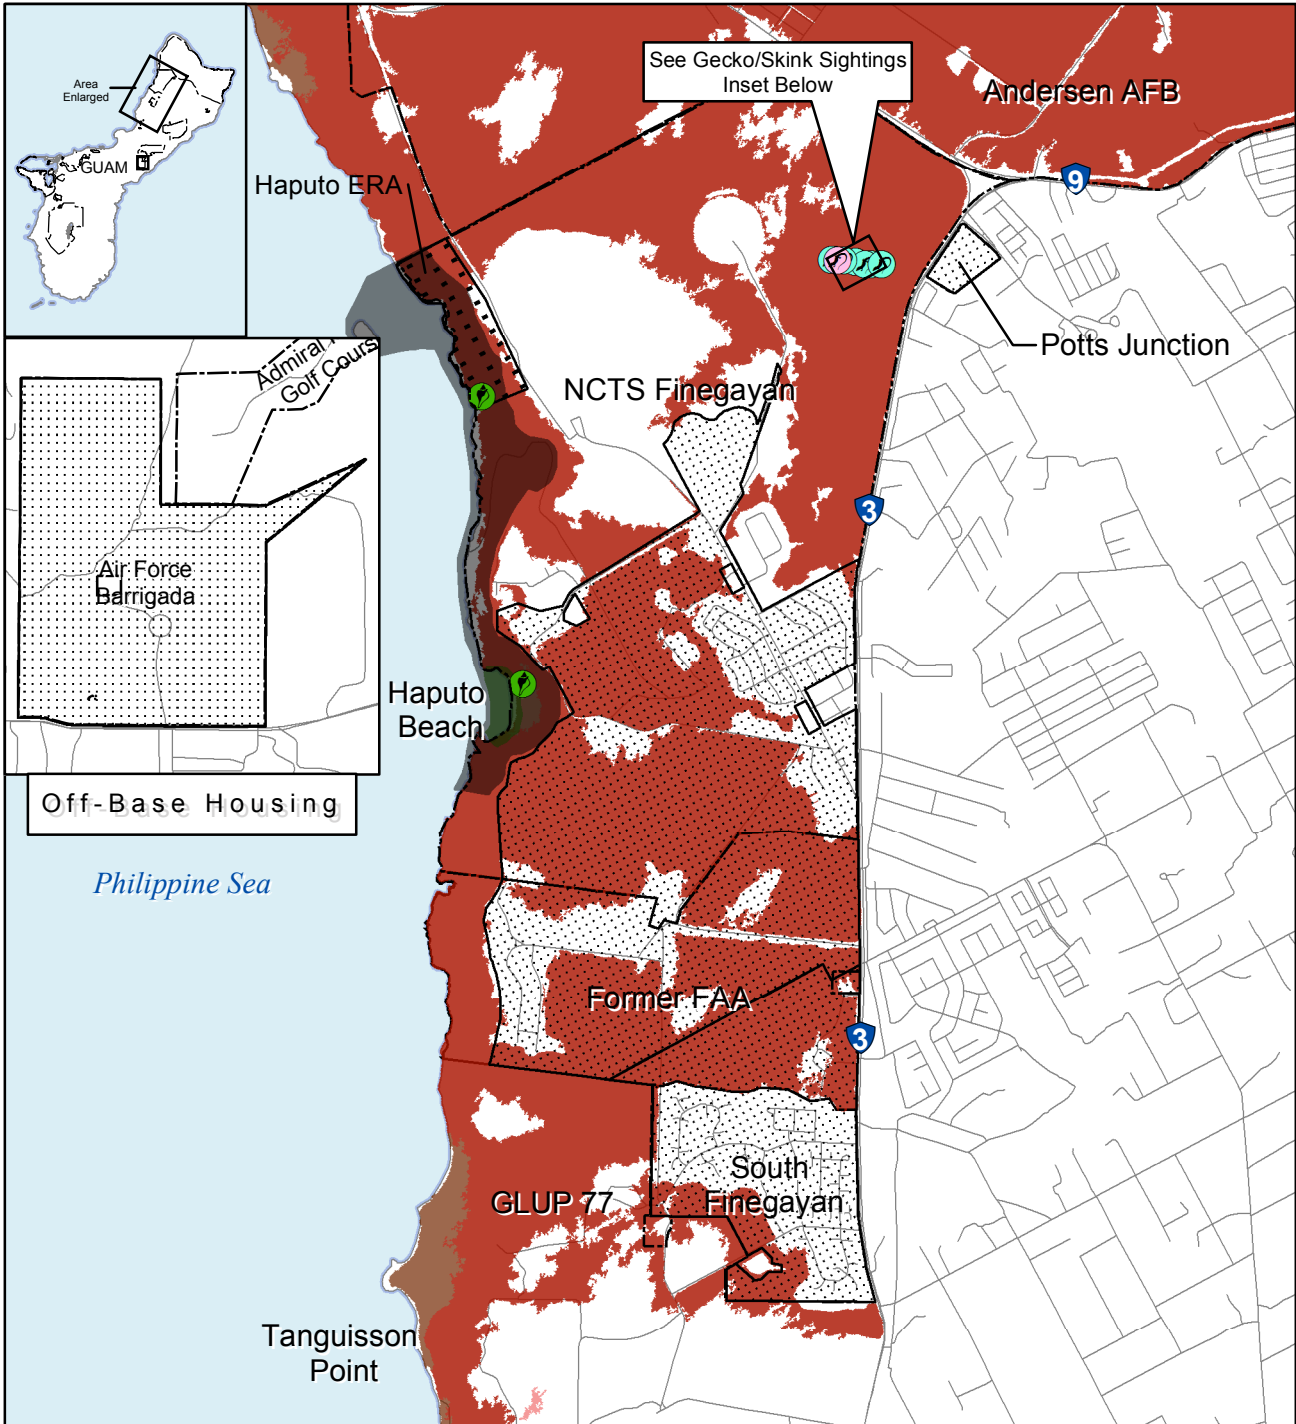 Area
Enlarged
GUAM
See Gecko/Skink Sightings
Inset Below
Andersen AFB
9
Haputo ERA
Potts Junction
Admiral
Golf Cours
NCTS Finegayan
3
Air Force
Barrigada
Haputo
Beach
Off-Base Housing
Philippine Sea
Former FAA
3
South
Finegayan
GLUP 77
Tanguisson
Point